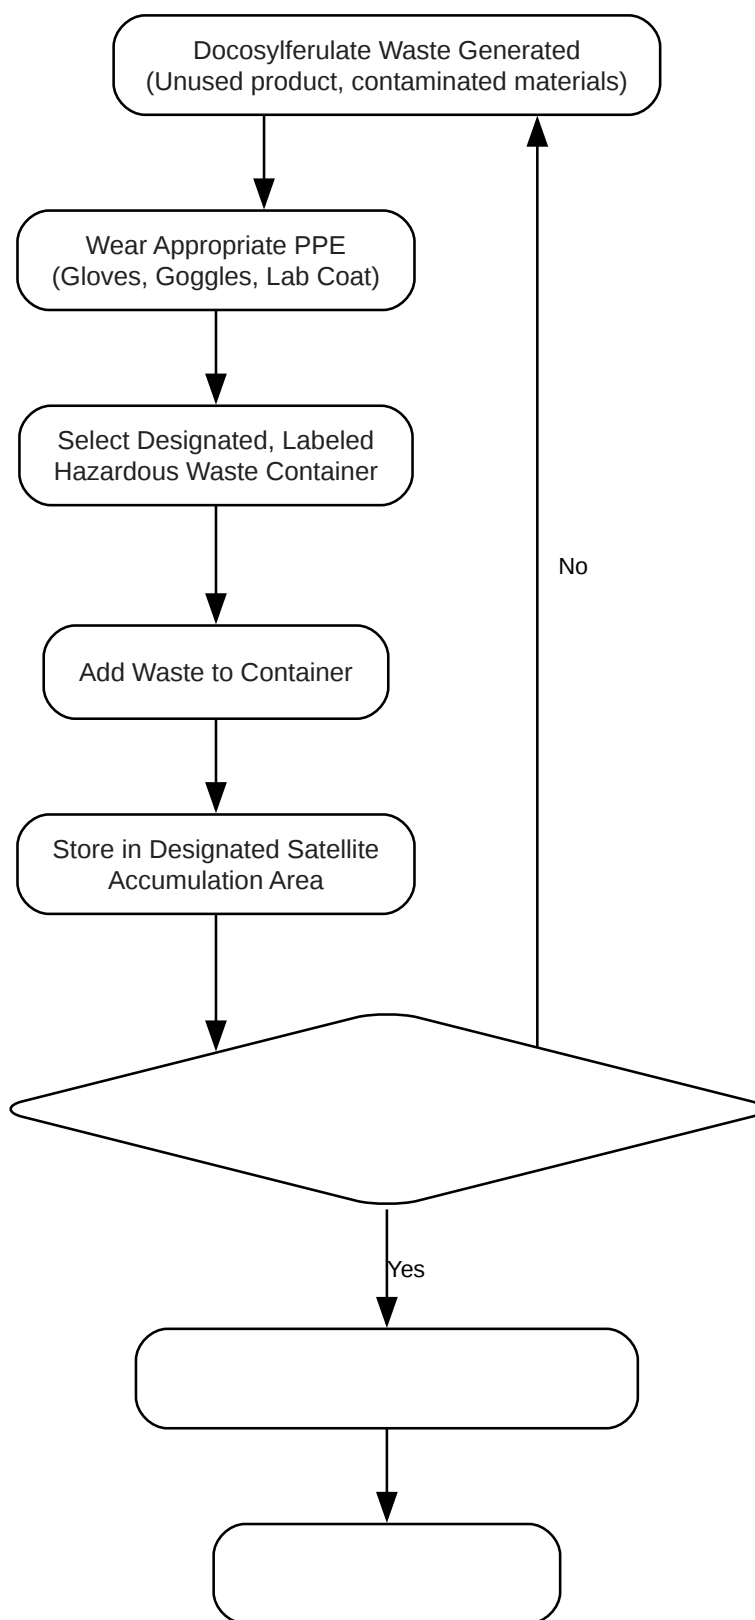 Docosylferulate Waste Generated
(Unused product, contaminated materials)
Wear Appropriate PPE
(Gloves, Goggles, Lab Coat)
Select Designated, Labeled
Hazardous Waste Container
No
Add Waste to Container
Store in Designated Satellite
Accumulation Area
Yes